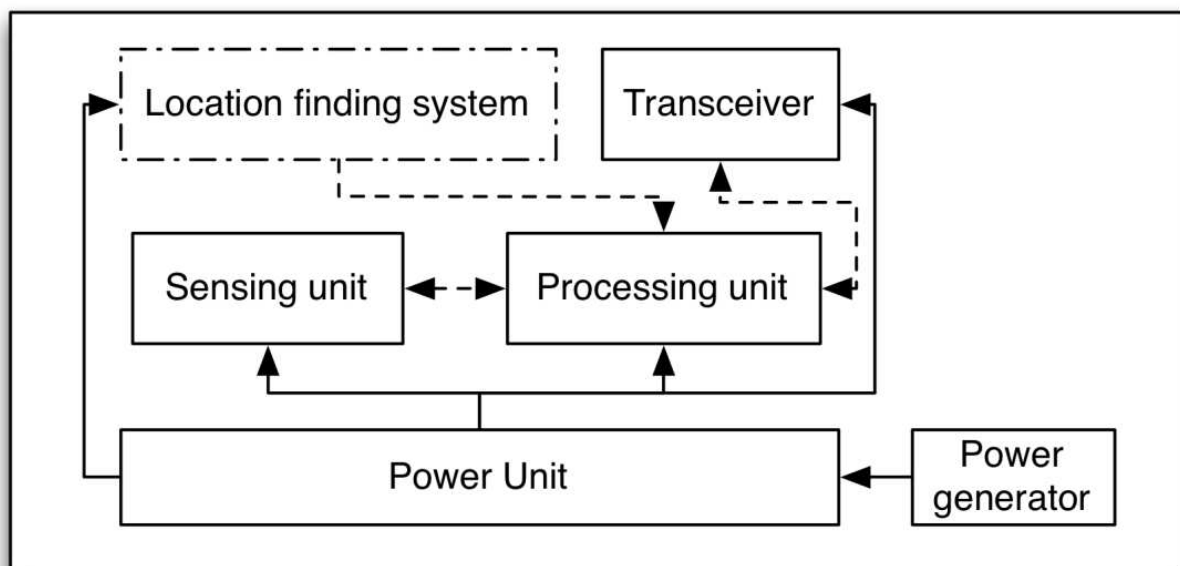 Location finding system
Transceiver
Sensing unit
Processing unit
Power Unit
Power
generator